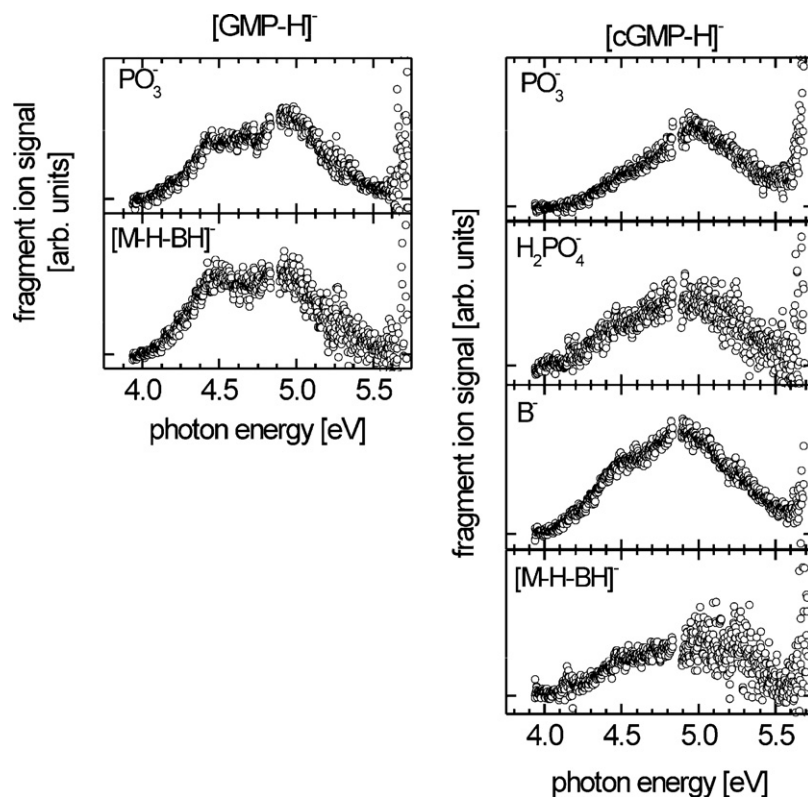 [GMP-H]⁻
PO₃⁻
[M-H-BH]⁻
fragment ion signal
[arb. units]
4.0 4.5 5.0 5.5
photon energy [eV]
[cGMP-H]⁻
PO₃⁻
H₂PO₄⁻
B⁻
[M-H-BH]⁻
fragment ion signal [arb. units]
4.0 4.5 5.0 5.5
photon energy [eV]